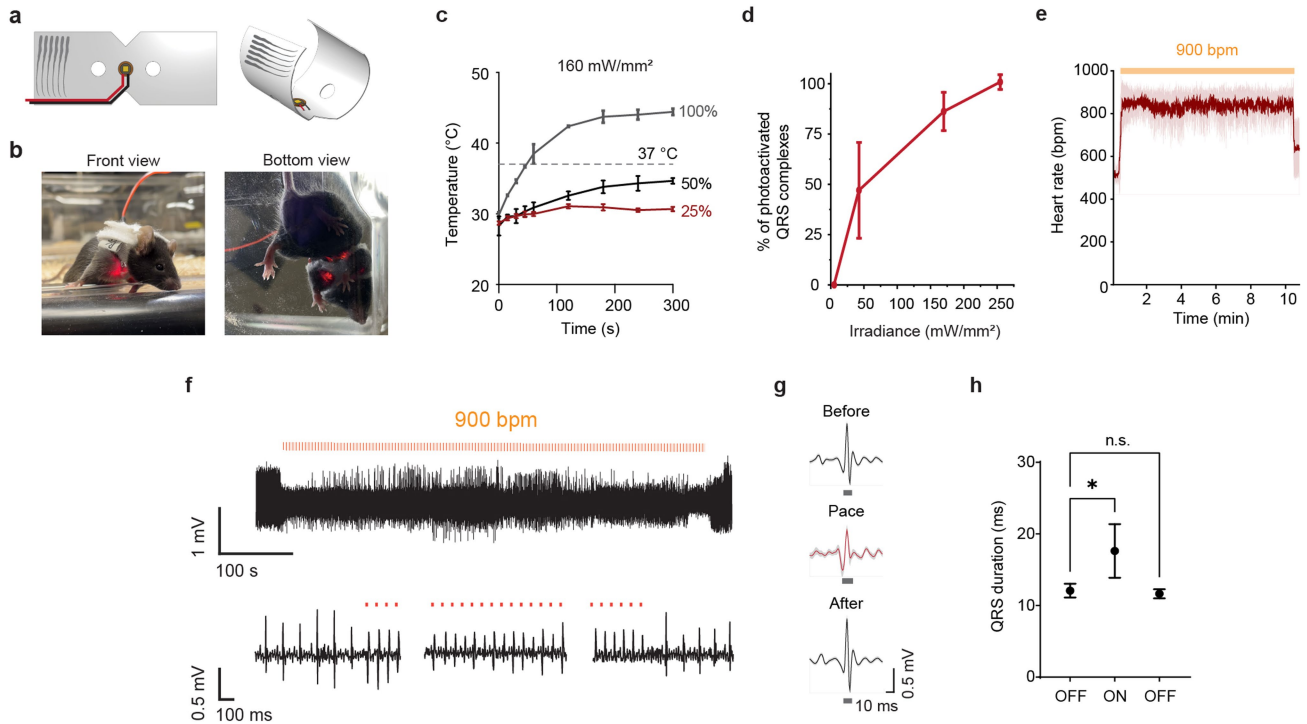 a
b
Front view
Bottom view
c
160 mW/mm²
Temperature (°C)
50
40
30
20
100%
37 °C
50%
25%
0
100
200
300
Time (s)
d
% of photoactivated
QRS complexes
100
75
50
25
0
0
50
100
150
200
250
Irradiance (mW/mm²)
e
900 bpm
Heart rate (bpm)
1000
800
600
400
2
4
6
8
10
Time (min)
f
900 bpm
1 mV
100 s
0.5 mV
100 ms
g
Before
Pace
After
0.5 mV
10 ms
h
n.s.
*
QRS duration (ms)
30
20
10
0
OFF
ON
OFF